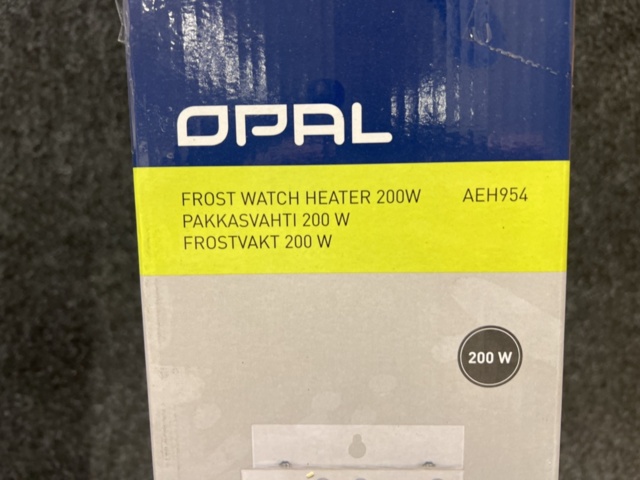 OPAL
FROST WATCH HEATER 200W AEH954
PAKKASVAHTI 200 W
FROSTVAKT 200 W
200 W